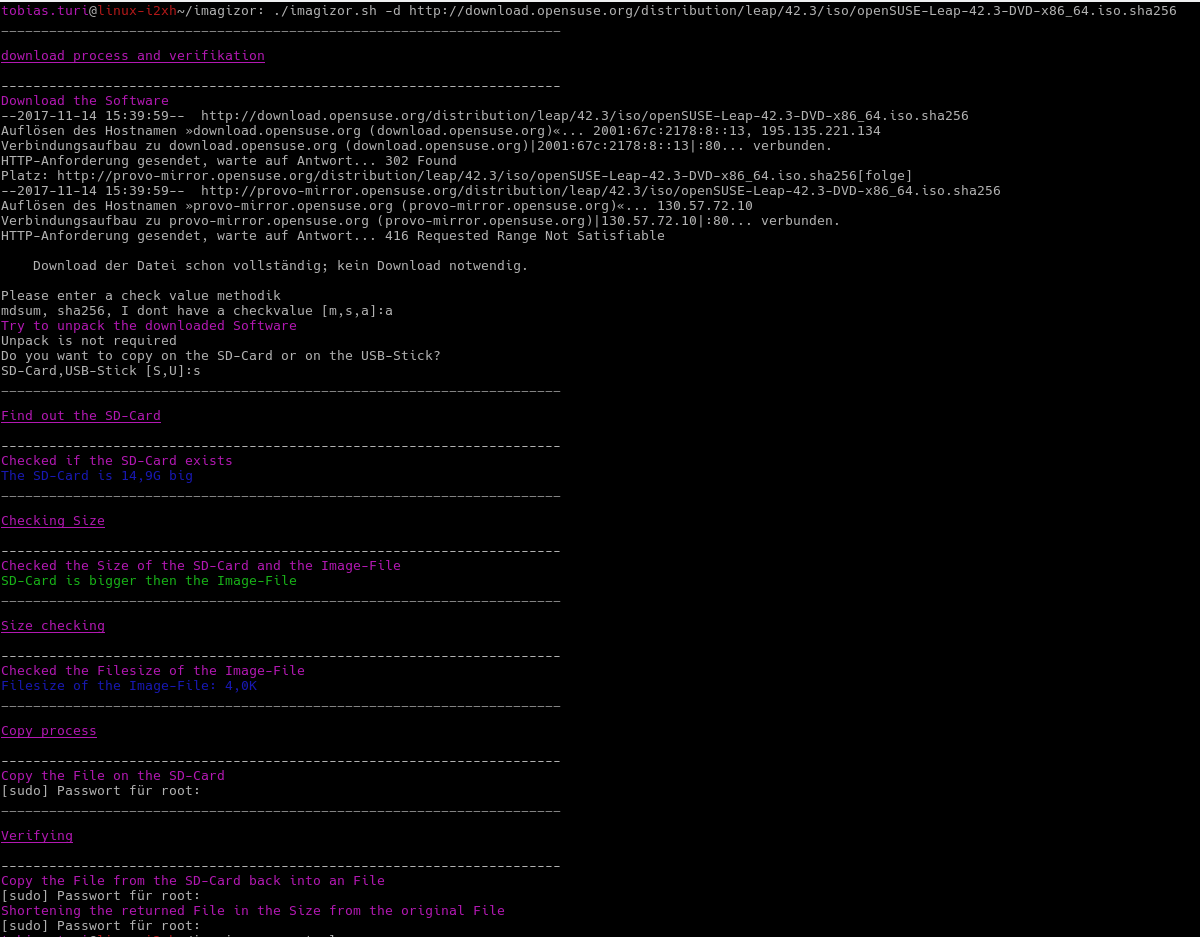 tobias.turi@linux-i2xh~/imagizor: ./imagizor.sh -d http://download.opensuse.org/distribution/leap/42.3/iso/openSUSE-Leap-42.3-DVD-x86_64.iso.sha256
______________________________________________________________________
download process and verifikation
----------------------------------------------------------------------
Download the Software
--2017-11-14 15:39:59--  http://download.opensuse.org/distribution/leap/42.3/iso/openSUSE-Leap-42.3-DVD-x86_64.iso.sha256
Auflösen des Hostnamen »download.opensuse.org (download.opensuse.org)«... 2001:67c:2178:8::13, 195.135.221.134
Verbindungsaufbau zu download.opensuse.org (download.opensuse.org)|2001:67c:2178:8::13|:80... verbunden.
HTTP-Anforderung gesendet, warte auf Antwort... 302 Found
Platz: http://provo-mirror.opensuse.org/distribution/leap/42.3/iso/openSUSE-Leap-42.3-DVD-x86_64.iso.sha256[folge]
--2017-11-14 15:39:59--  http://provo-mirror.opensuse.org/distribution/leap/42.3/iso/openSUSE-Leap-42.3-DVD-x86_64.iso.sha256
Auflösen des Hostnamen »provo-mirror.opensuse.org (provo-mirror.opensuse.org)«... 130.57.72.10
Verbindungsaufbau zu provo-mirror.opensuse.org (provo-mirror.opensuse.org)|130.57.72.10|:80... verbunden.
HTTP-Anforderung gesendet, warte auf Antwort... 416 Requested Range Not Satisfiable
    Download der Datei schon vollständig; kein Download notwendig.
Please enter a check value methodik
mdsum, sha256, I dont have a checkvalue [m,s,a]:a
Try to unpack the downloaded Software
Unpack is not required
Do you want to copy on the SD-Card or on the USB-Stick?
SD-Card,USB-Stick [S,U]:s
______________________________________________________________________
Find out the SD-Card
----------------------------------------------------------------------
Checked if the SD-Card exists
The SD-Card is 14,9G big
______________________________________________________________________
Checking Size
----------------------------------------------------------------------
Checked the Size of the SD-Card and the Image-File
SD-Card is bigger then the Image-File
______________________________________________________________________
Size checking
----------------------------------------------------------------------
Checked the Filesize of the Image-File
Filesize of the Image-File: 4,0K
______________________________________________________________________
Copy process
----------------------------------------------------------------------
Copy the File on the SD-Card
[sudo] Passwort für root:
______________________________________________________________________
Verifying
----------------------------------------------------------------------
Copy the File from the SD-Card back into an File
[sudo] Passwort für root:
Shortening the returned File in the Size from the original File
[sudo] Passwort für root: